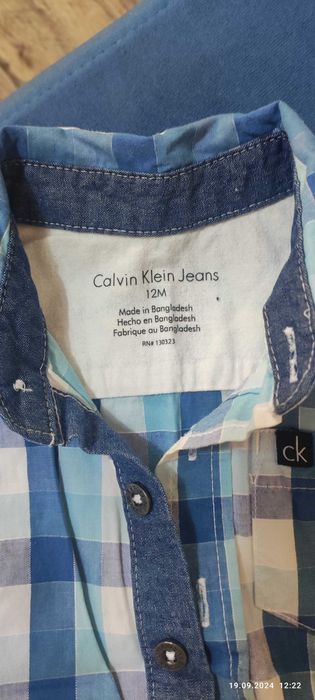 Calvin Klein Jeans
12M
Made in Bangladesh
Hecho en Bangladesh
Fabrique au Bangladesh
RN# 130323
ck
19.09.2024 12:22